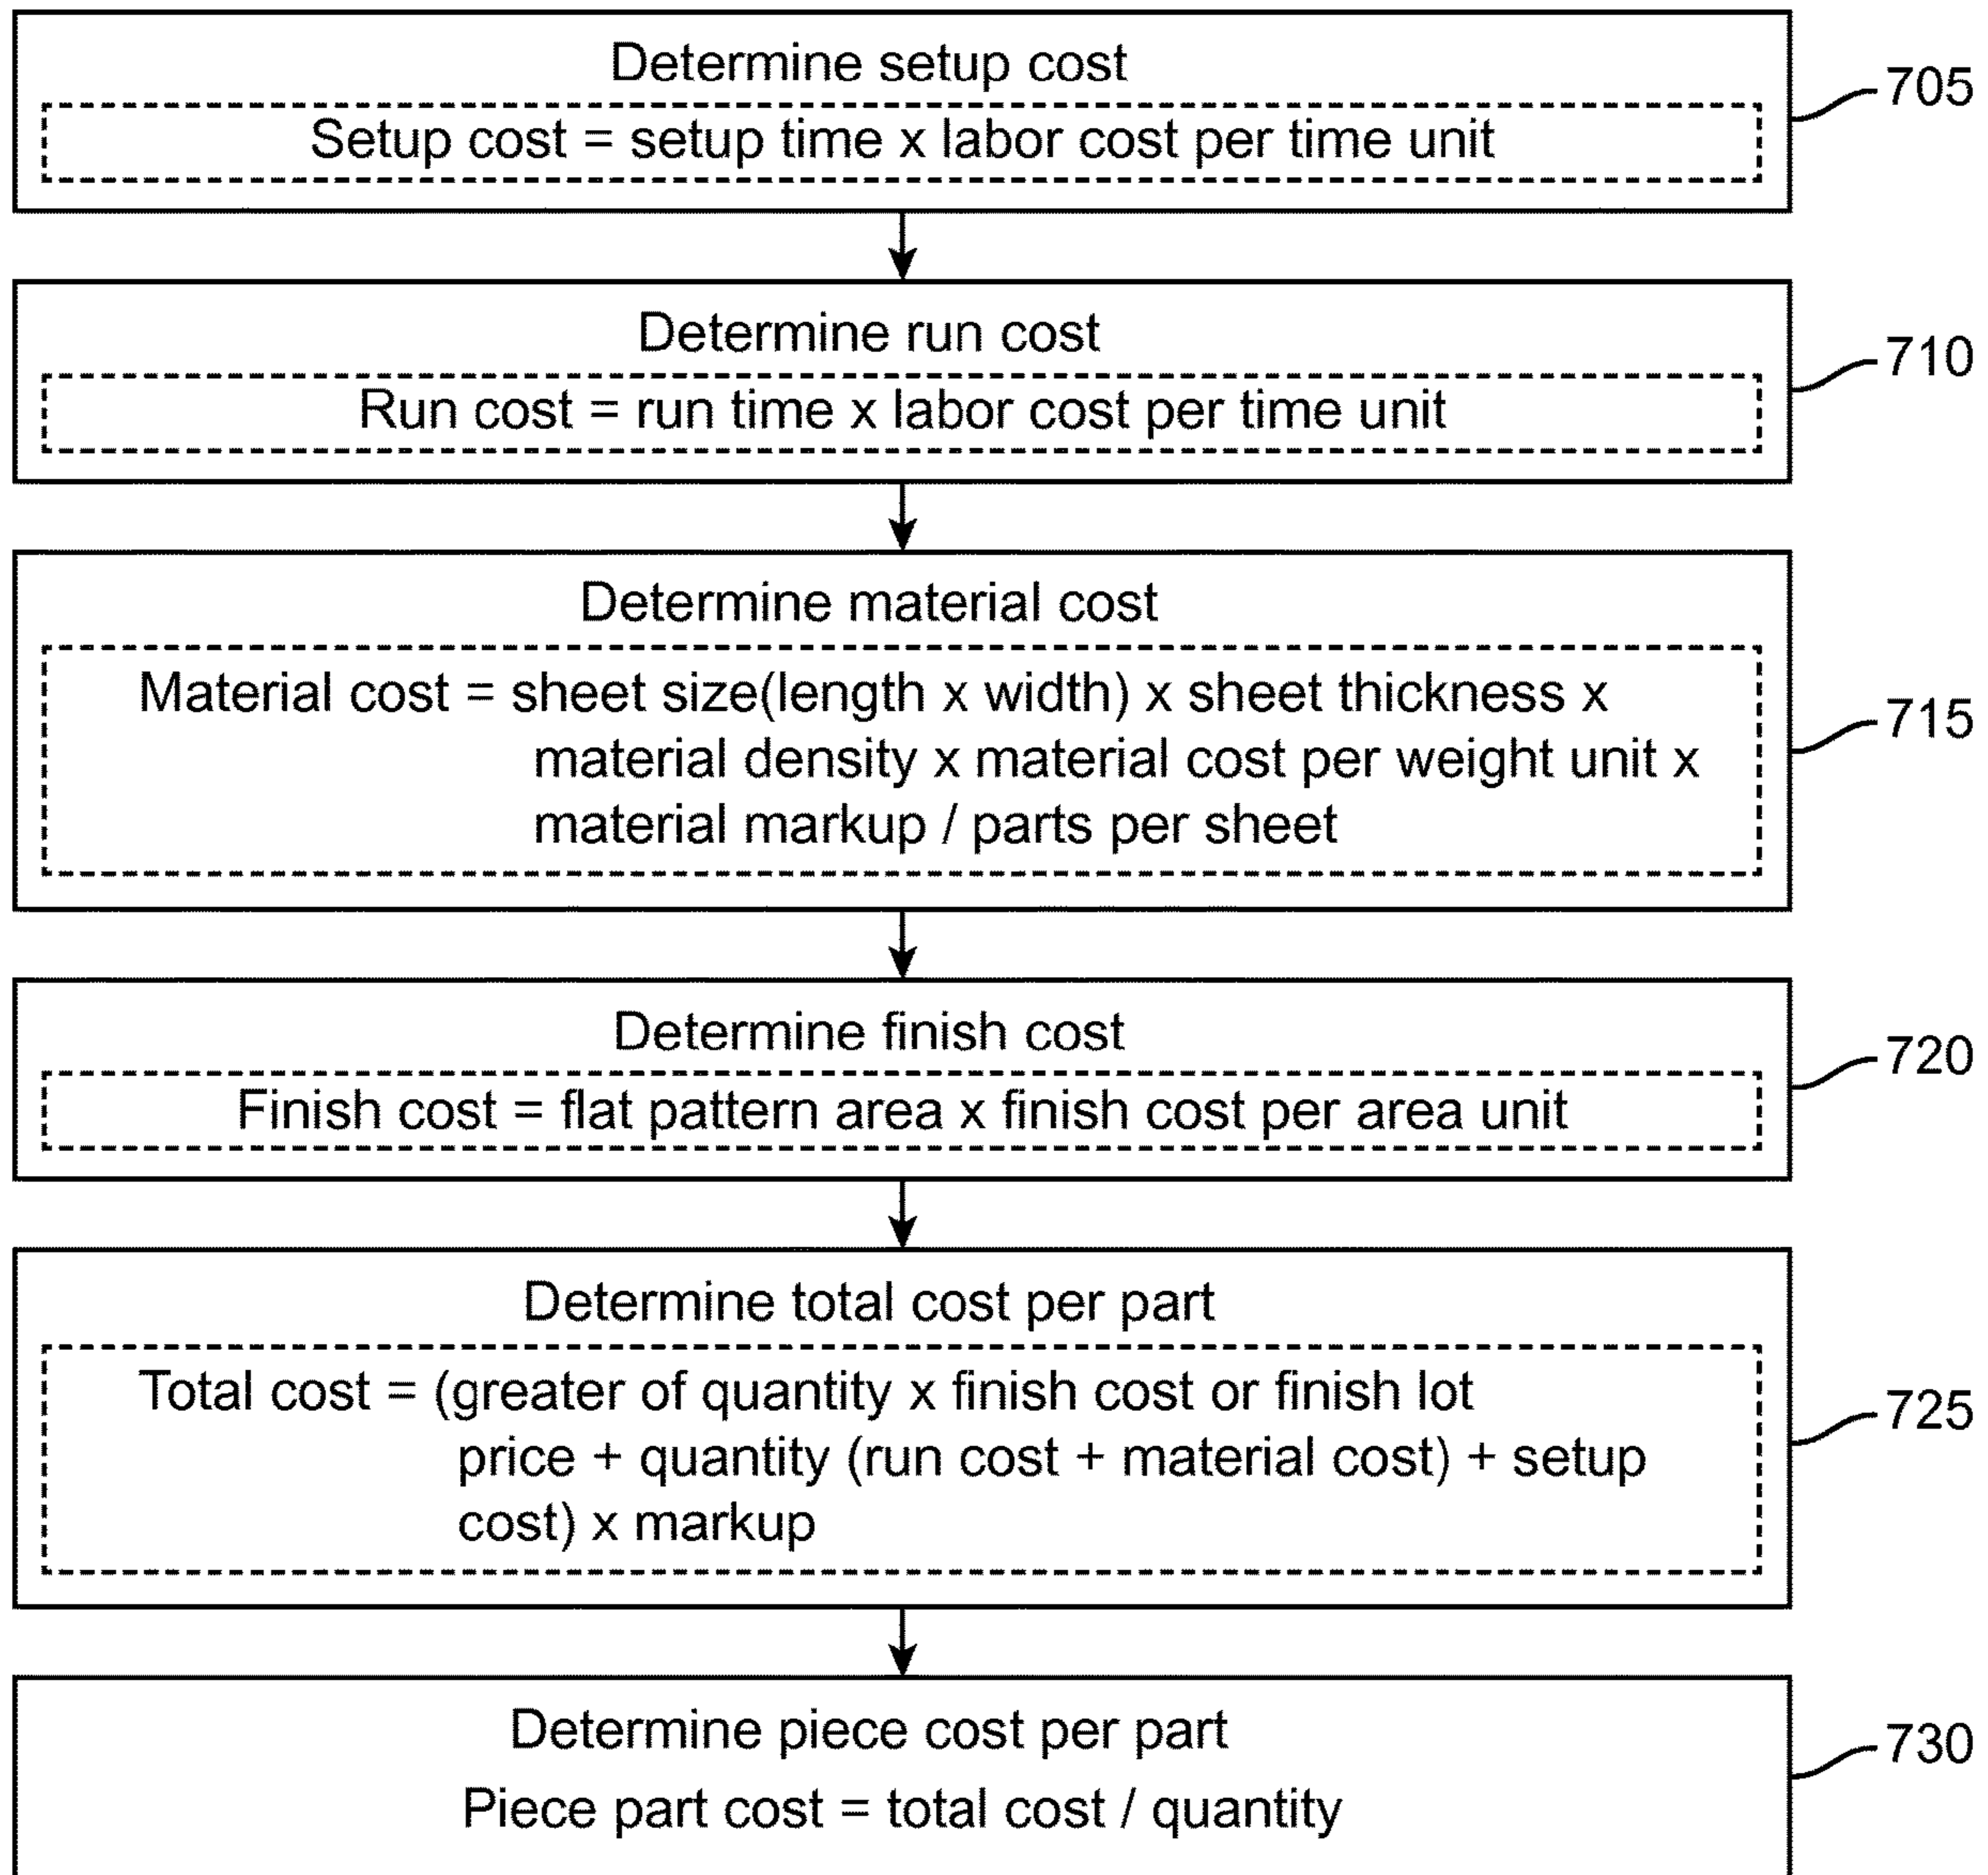 Determine setup cost
705
Setup cost = setup time x labor cost per time unit
Determine run cost
710
Run cost = run time x labor cost per time unit
Determine material cost
Material cost = sheet size(length x width) x sheet thickness x
715
material density x material cost per weight unit x
material markup / parts per sheet
Determine finish cost
720
Finish cost = flat pattern area x finish cost per area unit
Determine total cost per part
Total cost = (greater of quantity x finish cost or finish lot
725
price + quantity (run cost + material cost) + setup
cost) x markup
Determine piece cost per part
730
Piece part cost = total cost / quantity